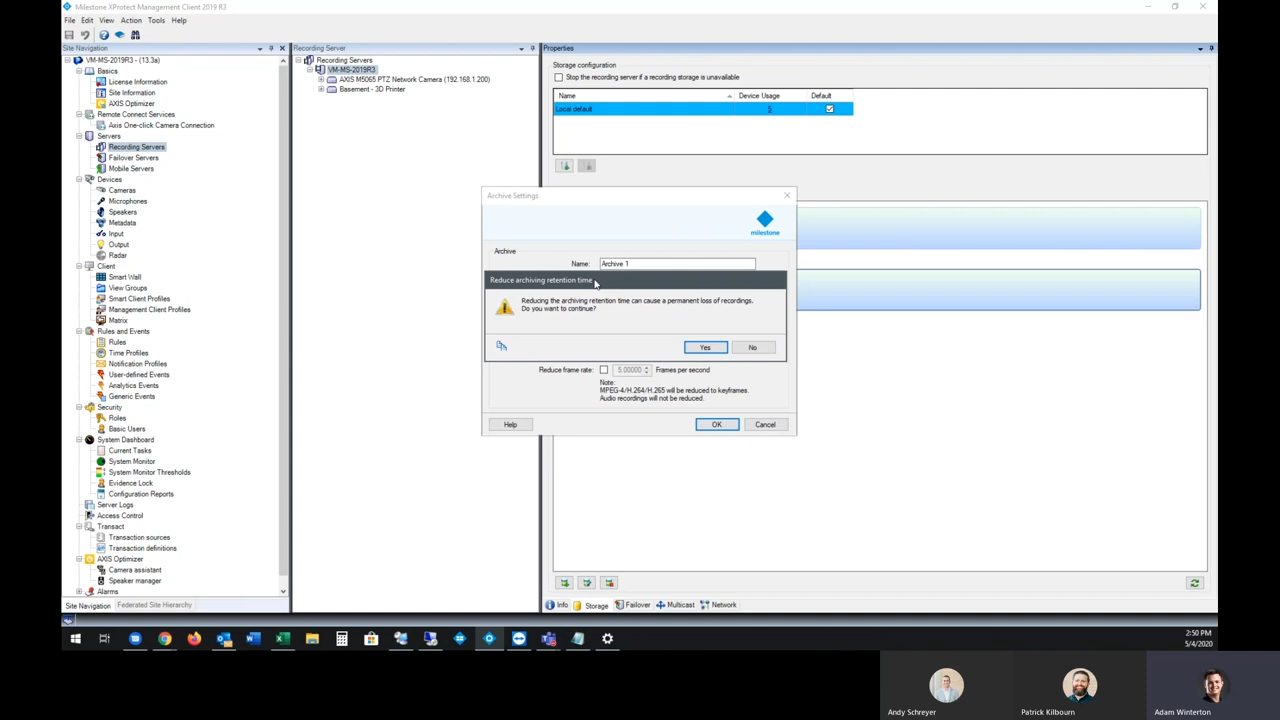 Milestone XProtect Management Client 2019 R3
File Edit View Action Tools Help
Site Navigation
VM-MS-2019R3 - (13.3a)
Basics
License Information
Site Information
AXIS Optimizer
Remote Connect Services
Axis One-click Camera Connection
Servers
Recording Servers
Failover Servers
Mobile Servers
Devices
Cameras
Microphones
Speakers
Metadata
Input
Output
Radar
Client
Smart Wall
View Groups
Smart Client Profiles
Management Client Profiles
Matrix
Rules and Events
Rules
Time Profiles
Notification Profiles
User-defined Events
Analytics Events
Generic Events
Security
Roles
Basic Users
System Dashboard
Current Tasks
System Monitor
System Monitor Thresholds
Evidence Lock
Configuration Reports
Server Logs
Access Control
Transact
Transaction sources
Transaction definitions
AXIS Optimizer
Camera assistant
Speaker manager
Alarms
Site Navigation Federated Site Hierarchy
Recording Server
Recording Servers
VM-MS-2019R3
AXIS M5065 PTZ Network Camera (192.168.1.200)
Basement - 3D Printer
Properties
Storage configuration
Stop the recording server if a recording storage is unavailable
Name Device Usage Default
Local default 5
Archive Settings
milestone
Archive
Name: Archive 1
Reduce archiving retention time
Reducing the archiving retention time can cause a permanent loss of recordings.
Do you want to continue?
Yes No
Reduce frame rate: 5.00000 Frames per second
Note:
MPEG-4/H.264/H.265 will be reduced to keyframes.
Audio recordings will not be reduced.
Help OK Cancel
Info Storage Failover Multicast Network
2:50 PM
5/4/2020
Andy Schreyer Patrick Kilbourn Adam Winterton